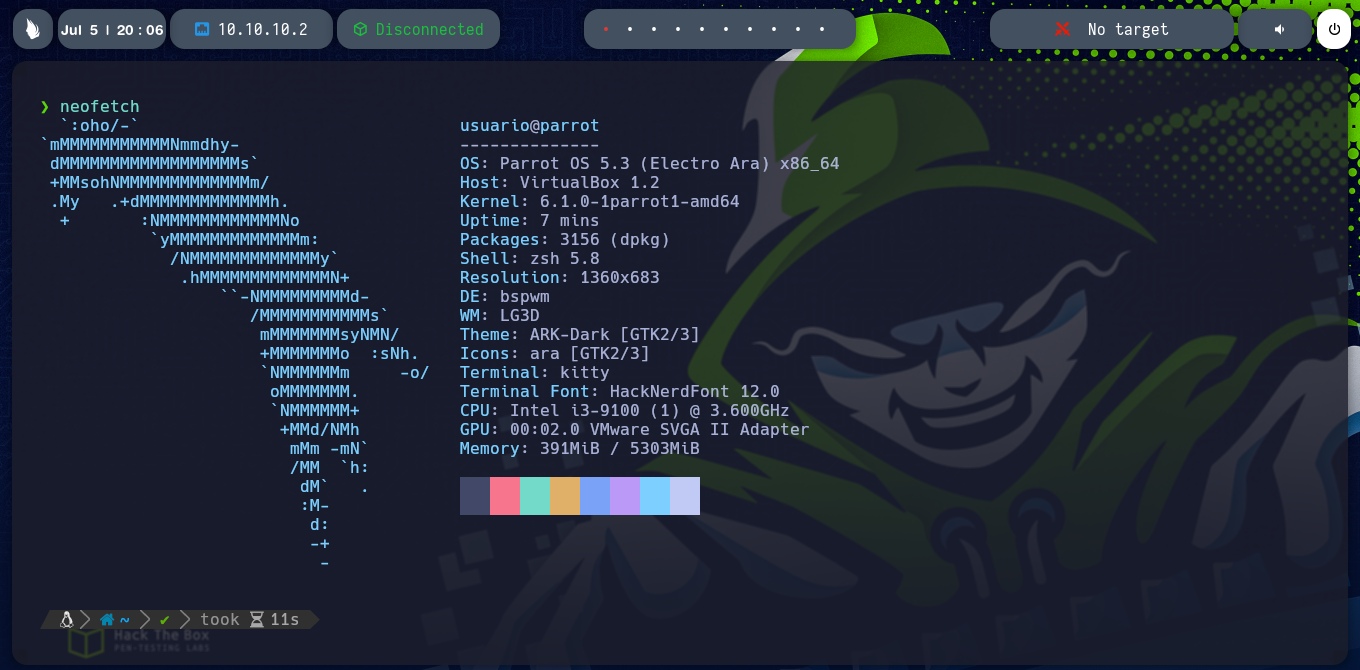 Jul 5 | 20:06
10.10.10.2
Disconnected
No target
❯ neofetch
`:oho/-`
`mMMMMMMMMMMMNmmdhy-
dMMMMMMMMMMMMMMMMMMs`
+MMsohNMMMMMMMMMMMMMm/
.My   .+dMMMMMMMMMMMMMh.
+       :NMMMMMMMMMMMMNo
`yMMMMMMMMMMMMMm:
/NMMMMMMMMMMMMMy`
.hMMMMMMMMMMMMMN+
``-NMMMMMMMMMd-
/MMMMMMMMMMMs`
mMMMMMMMsyNMN/
+MMMMMMMo  :sNh.
`NMMMMMMm     -o/
oMMMMMMM.
`NMMMMMM+
+MMd/NMh
mMm -mN`
/MM  `h:
dM`   .
:M-
d:
-+
-
usuario@parrot
--------------
OS: Parrot OS 5.3 (Electro Ara) x86_64
Host: VirtualBox 1.2
Kernel: 6.1.0-1parrot1-amd64
Uptime: 7 mins
Packages: 3156 (dpkg)
Shell: zsh 5.8
Resolution: 1360x683
DE: bspwm
WM: LG3D
Theme: ARK-Dark [GTK2/3]
Icons: ara [GTK2/3]
Terminal: kitty
Terminal Font: HackNerdFont 12.0
CPU: Intel i3-9100 (1) @ 3.600GHz
GPU: 00:02.0 VMware SVGA II Adapter
Memory: 391MiB / 5303MiB
~ ✔ took 11s
Hack The Box
PEN-TESTING LABS